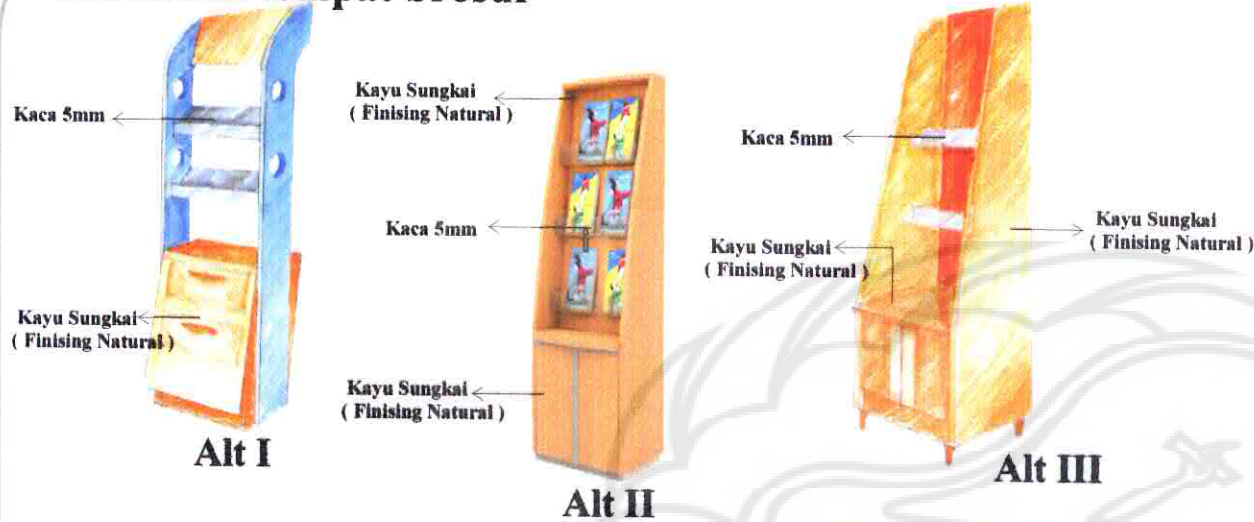 Kaca 5mm
Kayu Sungkai
( Finising Natural )
Alt I
Kayu Sungkai
( Finising Natural )
Kaca 5mm
Kayu Sungkai
( Finising Natural )
Alt II
Kaca 5mm
Kayu Sungkai
( Finising Natural )
Kayu Sungkai
( Finising Natural )
Alt III